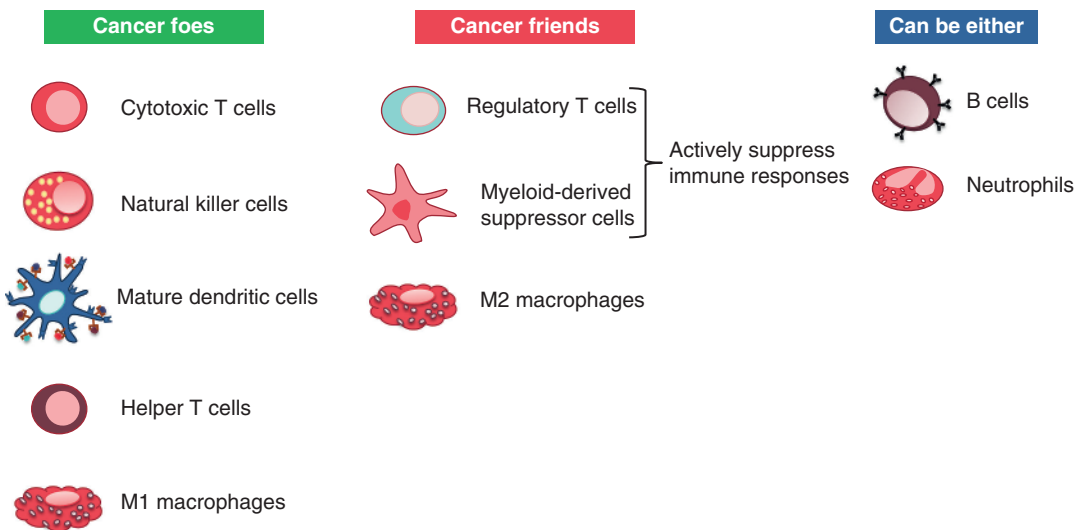 Cancer foes
Cytotoxic T cells
Natural killer cells
Mature dendritic cells
Helper T cells
M1 macrophages
Cancer friends
Regulatory T cells
Myeloid-derived
suppressor cells
M2 macrophages
Actively suppress
immune responses
Can be either
B cells
Neutrophils